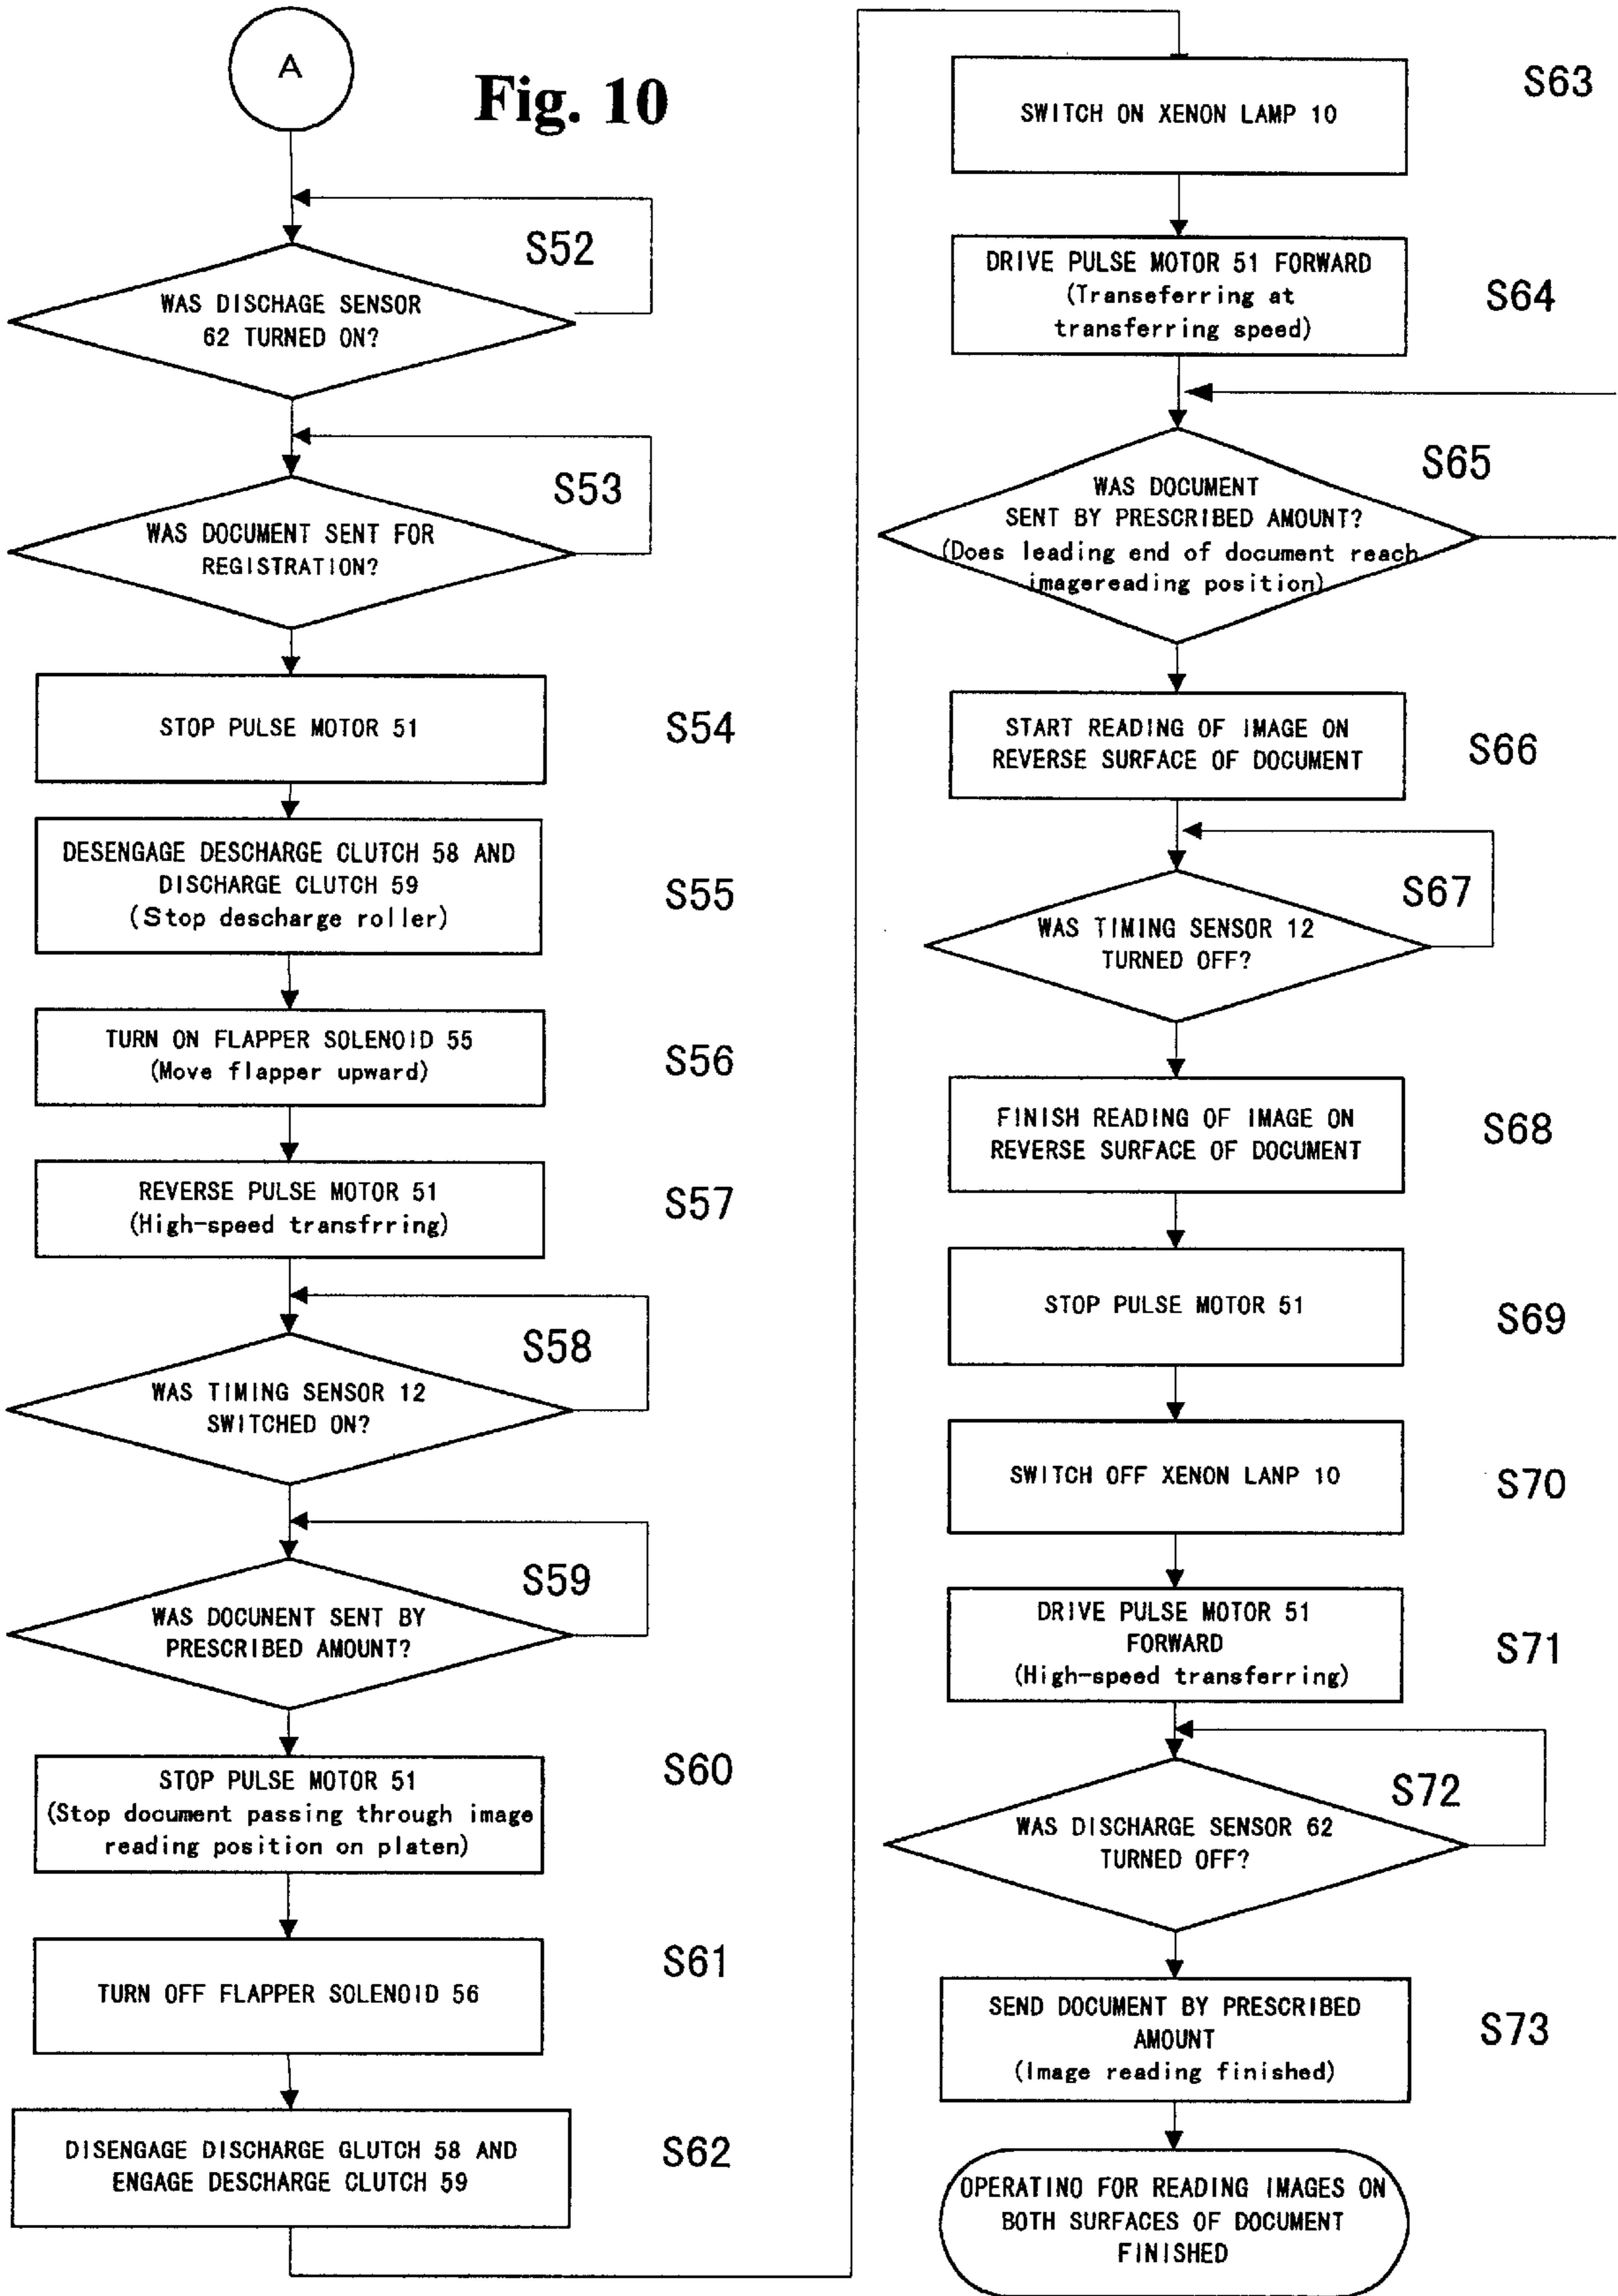 A
Fig. 10
S52
WAS DISCHAGE SENSOR
62 TURNED ON?
S53
WAS DOCUMENT SENT FOR
REGISTRATION?
STOP PULSE MOTOR 51
S54
DESENGAGE DESCHARGE CLUTCH 58 AND
DISCHARGE CLUTCH 59
(Stop descharge roller)
S55
TURN ON FLAPPER SOLENOID 55
(Move flapper upward)
S56
REVERSE PULSE MOTOR 51
(High-speed transfrring)
S57
S58
WAS TIMING SENSOR 12
SWITCHED ON?
S59
WAS DOCUNENT SENT BY
PRESCRIBED AMOUNT?
STOP PULSE MOTOR 51
(Stop document passing through image
reading position on platen)
S60
TURN OFF FLAPPER SOLENOID 56
S61
DISENGAGE DISCHARGE GLUTCH 58 AND
ENGAGE DESCHARGE CLUTCH 59
S62
SWITCH ON XENON LAMP 10
S63
DRIVE PULSE MOTOR 51 FORWARD
(Transeferring at
transferring speed)
S64
S65
WAS DOCUMENT
SENT BY PRESCRIBED AMOUNT?
(Does leading end of document reach
imagereading position)
START READING OF IMAGE ON
REVERSE SURFACE OF DOCUMENT
S66
S67
WAS TIMING SENSOR 12
TURNED OFF?
FINISH READING OF IMAGE ON
REVERSE SURFACE OF DOCUMENT
S68
STOP PULSE MOTOR 51
S69
SWITCH OFF XENON LANP 10
S70
DRIVE PULSE MOTOR 51
FORWARD
(High-speed transferring)
S71
S72
WAS DISCHARGE SENSOR 62
TURNED OFF?
SEND DOCUMENT BY PRESCRIBED
AMOUNT
(Image reading finished)
S73
OPERATINO FOR READING IMAGES ON
BOTH SURFACES OF DOCUMENT
FINISHED